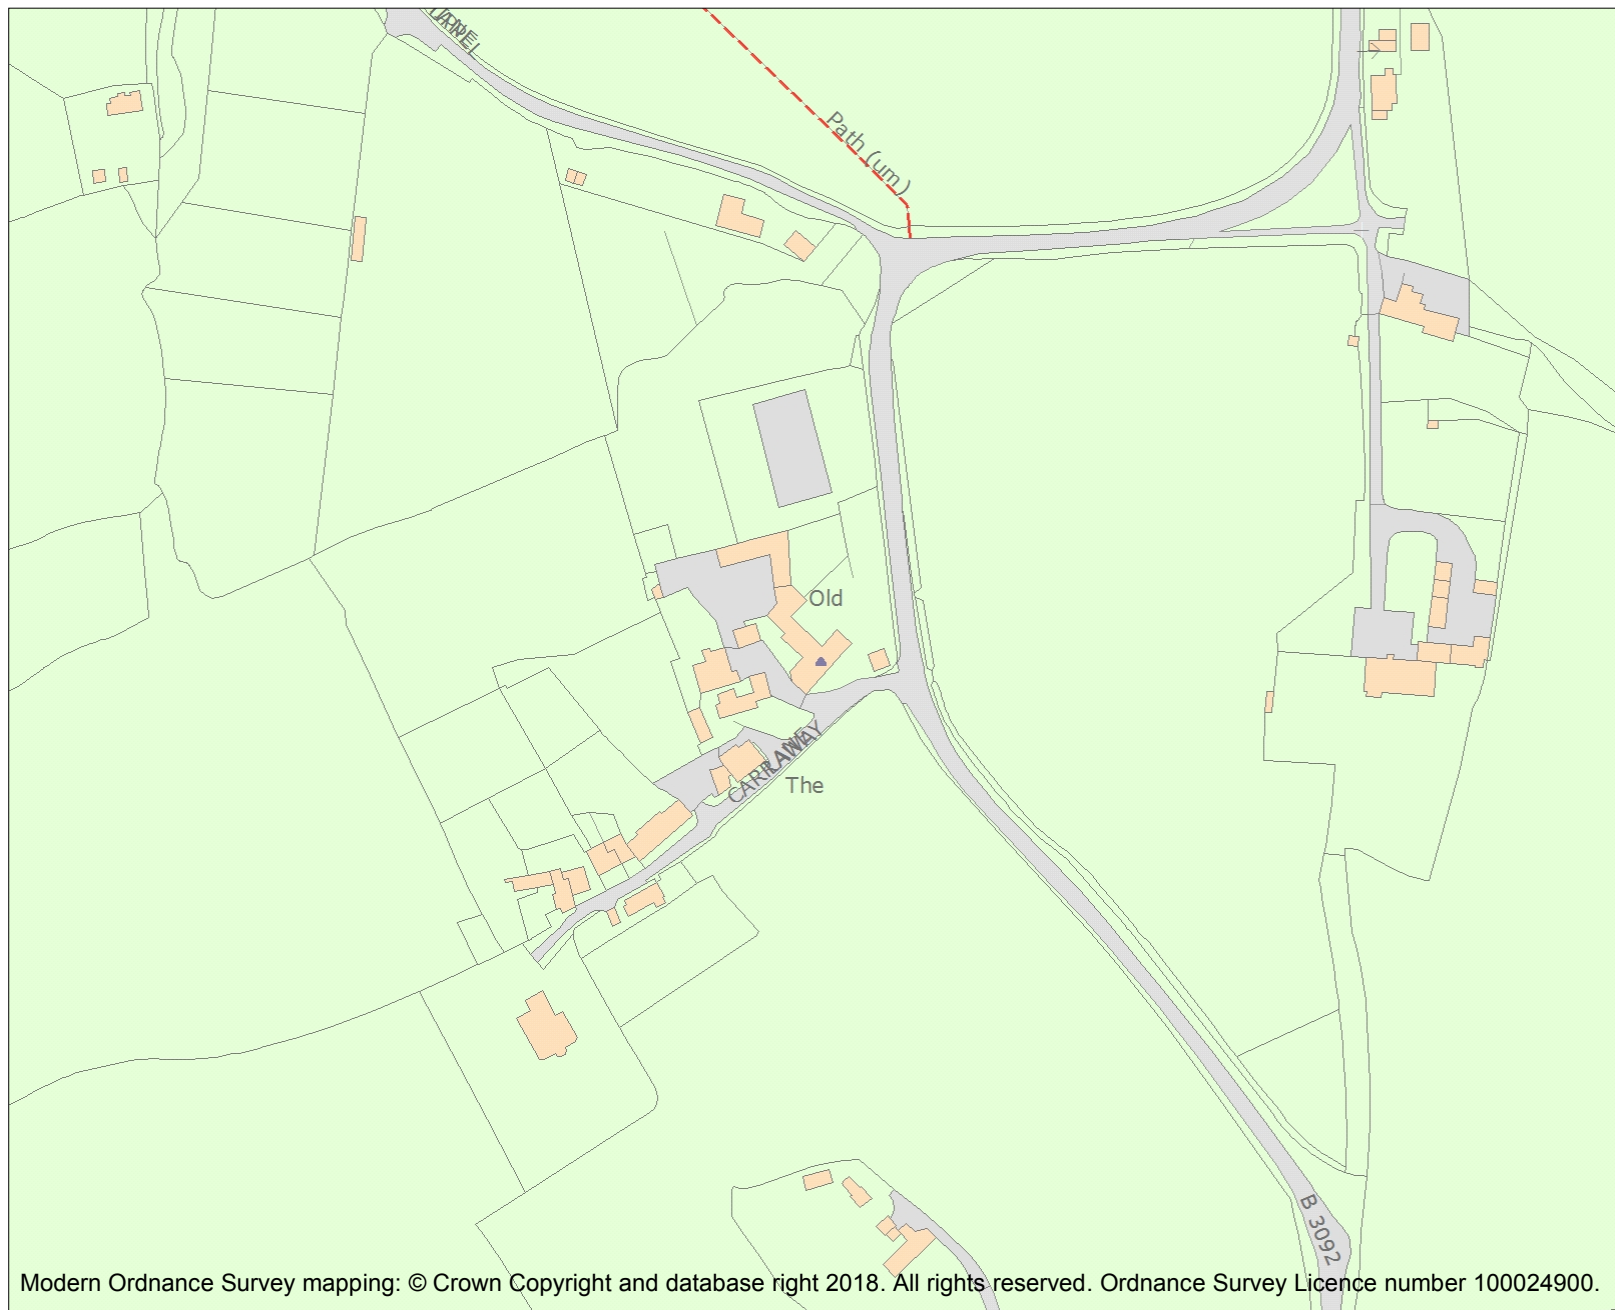 Path (um)
Old
CARRAWAY
LANE
The
B 3092
Modern Ordnance Survey mapping: © Crown Copyright and database right 2018. All rights reserved. Ordnance Survey Licence number 100024900.